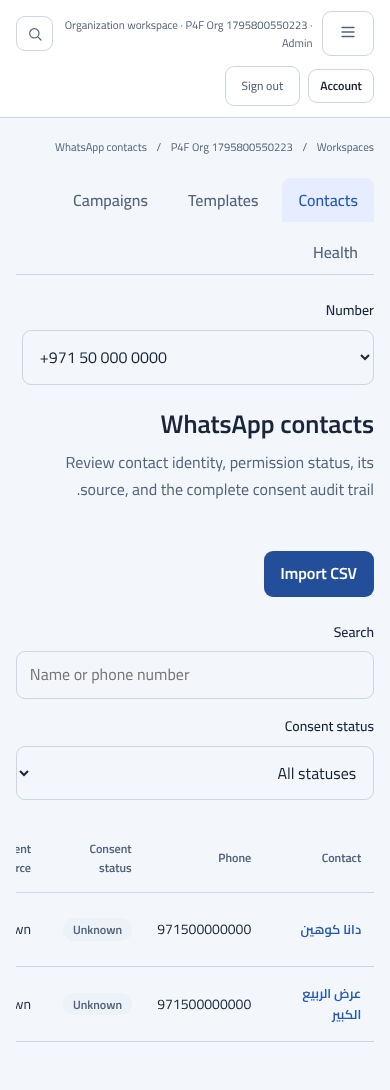 Organization workspace · P4F Org 1795800550223 ·
Admin
Sign out
Account
Workspaces / P4F Org 1795800550223 / WhatsApp contacts
Contacts
Templates
Campaigns
Health
Number
+971 50 000 0000
WhatsApp contacts
Review contact identity, permission status, its
.source, and the complete consent audit trail
Import CSV
Search
Name or phone number
Consent status
All statuses
Contact
Phone
Consent
status
دانا كوهين
971500000000
Unknown
عرض الربيع
الكبير
971500000000
Unknown